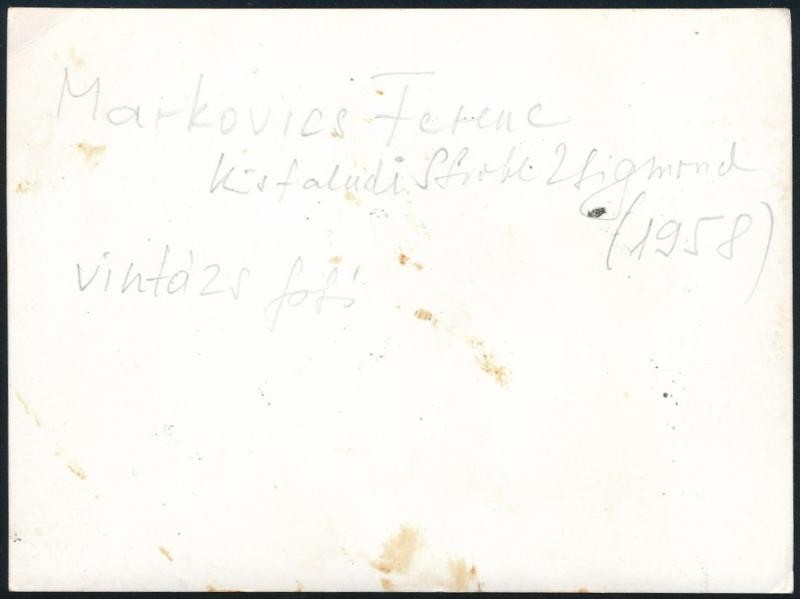 Markovics Ferenc
Kisfaludi Strobl Zsigmond
(1958)
vintázs fotó